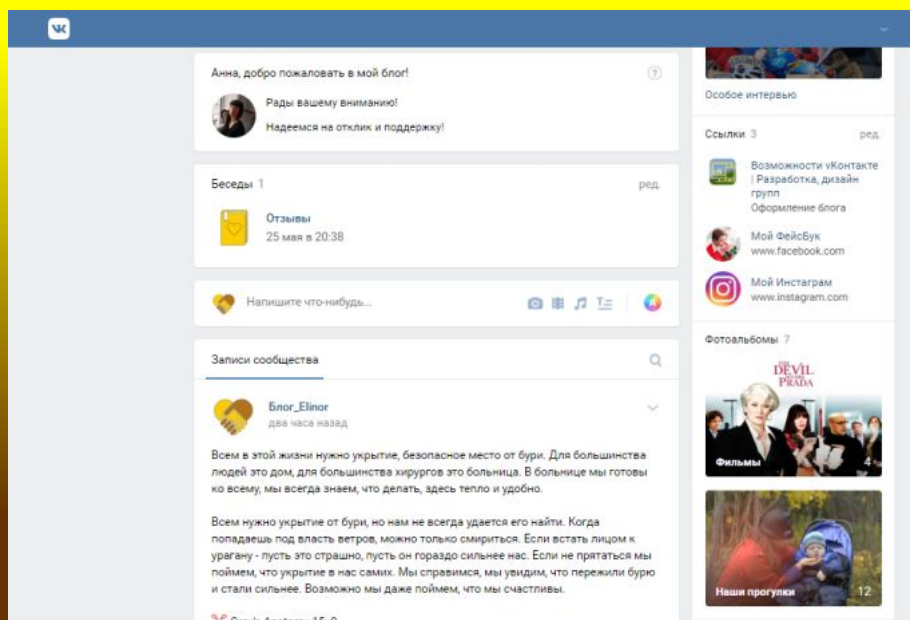 Анна, добро пожаловать в мой блог!
Рады вашему вниманию!
Надеемся на отклик и поддержку!
Беседы 1
ред.
Отзывы
25 мая в 20:38
Напишите что-нибудь...
Записи сообщества
Блог_Elinor
два часа назад
Всем в этой жизни нужно укрытие, безопасное место от бури. Для большинства
людей это дом, для большинства хирургов это больница. В больнице мы готовы
ко всему, мы всегда знаем, что делать, здесь тепло и удобно.
Всем нужно укрытие от бури, но нам не всегда удается его найти. Когда
попадаешь под власть ветров, можно только смириться. Если встать лицом к
урагану - пусть это страшно, пусть он гораздо сильнее нас. Если не прятаться мы
поймем, что укрытие в нас самих. Мы справимся, мы увидим, что пережили бурю
и стали сильнее. Возможно мы даже поймем, что мы счастливы.
Особое интервью
Ссылки 3
ред.
Возможности vКонтакте
| Разработка, дизайн
групп
Оформление блога
Мой ФейсБук
www.facebook.com
Мой Инстаграм
www.instagram.com
Фотоальбомы 7
THE
DEVIL
WEARS
PRADA
Фильмы 4
Наши прогулки 12